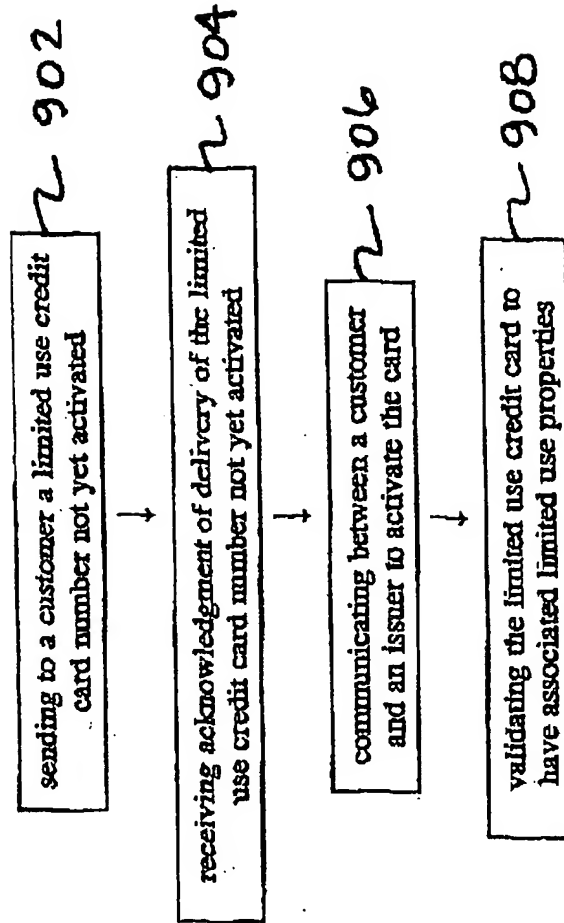 sending to a customer a limited use credit
card number not yet activated
902
receiving acknowledgment of delivery of the limited
use credit card number not yet activated
904
communicating between a customer
and an issuer to activate the card
906
validating the limited use credit card to
have associated limited use properties
908